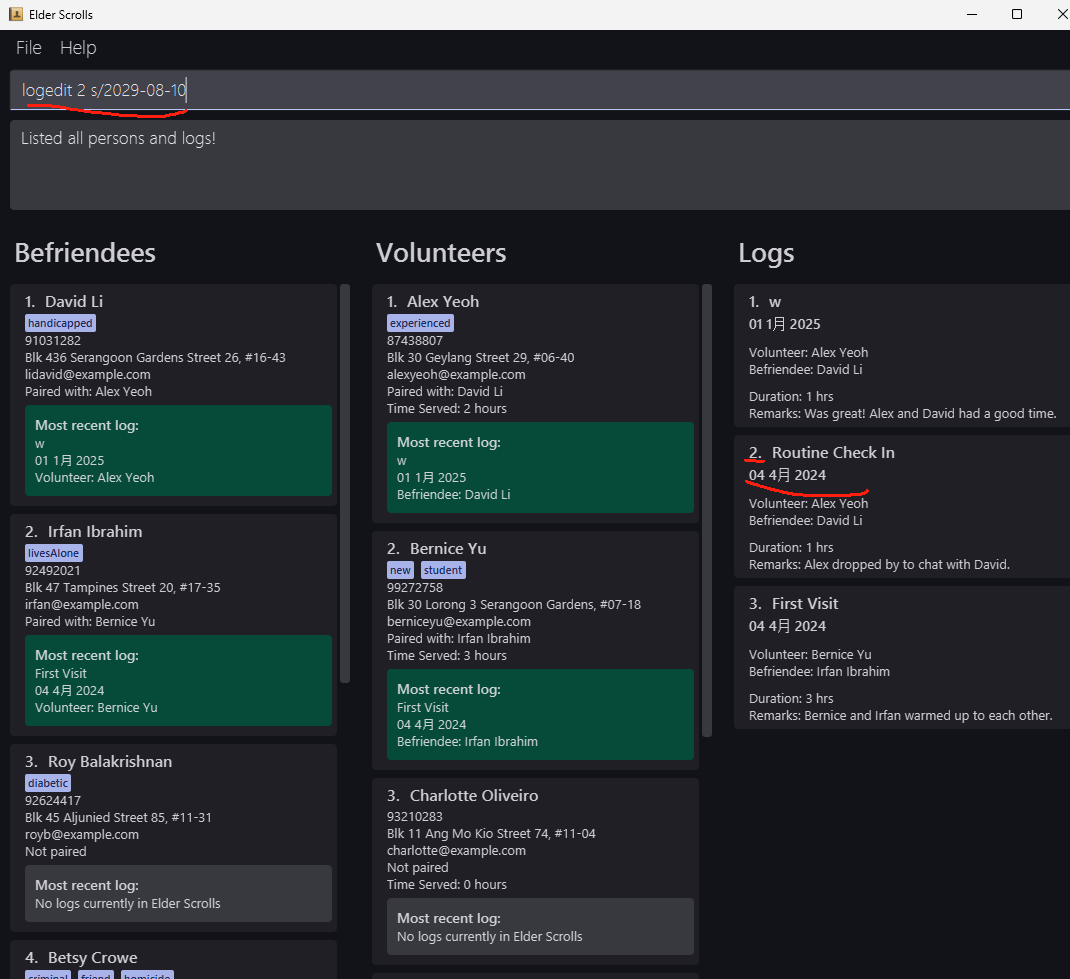 Elder Scrolls
File Help
logedit 2 s/2029-08-10
Listed all persons and logs!
Befriendees
1. David Li
handicapped
91031282
Blk 436 Serangoon Gardens Street 26, #16-43
lidavid@example.com
Paired with: Alex Yeoh
Most recent log:
w
01 1月 2025
Volunteer: Alex Yeoh
2. Irfan Ibrahim
livesAlone
92492021
Blk 47 Tampines Street 20, #17-35
irfan@example.com
Paired with: Bernice Yu
Most recent log:
First Visit
04 4月 2024
Volunteer: Bernice Yu
3. Roy Balakrishnan
diabetic
92624417
Blk 45 Aljunied Street 85, #11-31
royb@example.com
Not paired
Most recent log:
No logs currently in Elder Scrolls
4. Betsy Crowe
criminal friend homicide
Volunteers
1. Alex Yeoh
experienced
87438807
Blk 30 Geylang Street 29, #06-40
alexyeoh@example.com
Paired with: David Li
Time Served: 2 hours
Most recent log:
w
01 1月 2025
Befriendee: David Li
2. Bernice Yu
new student
99272758
Blk 30 Lorong 3 Serangoon Gardens, #07-18
berniceyu@example.com
Paired with: Irfan Ibrahim
Time Served: 3 hours
Most recent log:
First Visit
04 4月 2024
Befriendee: Irfan Ibrahim
3. Charlotte Oliveiro
93210283
Blk 11 Ang Mo Kio Street 74, #11-04
charlotte@example.com
Not paired
Time Served: 0 hours
Most recent log:
No logs currently in Elder Scrolls
Logs
1. w
01 1月 2025
Volunteer: Alex Yeoh
Befriendee: David Li
Duration: 1 hrs
Remarks: Was great! Alex and David had a good time.
2. Routine Check In
04 4月 2024
Volunteer: Alex Yeoh
Befriendee: David Li
Duration: 1 hrs
Remarks: Alex dropped by to chat with David.
3. First Visit
04 4月 2024
Volunteer: Bernice Yu
Befriendee: Irfan Ibrahim
Duration: 3 hrs
Remarks: Bernice and Irfan warmed up to each other.